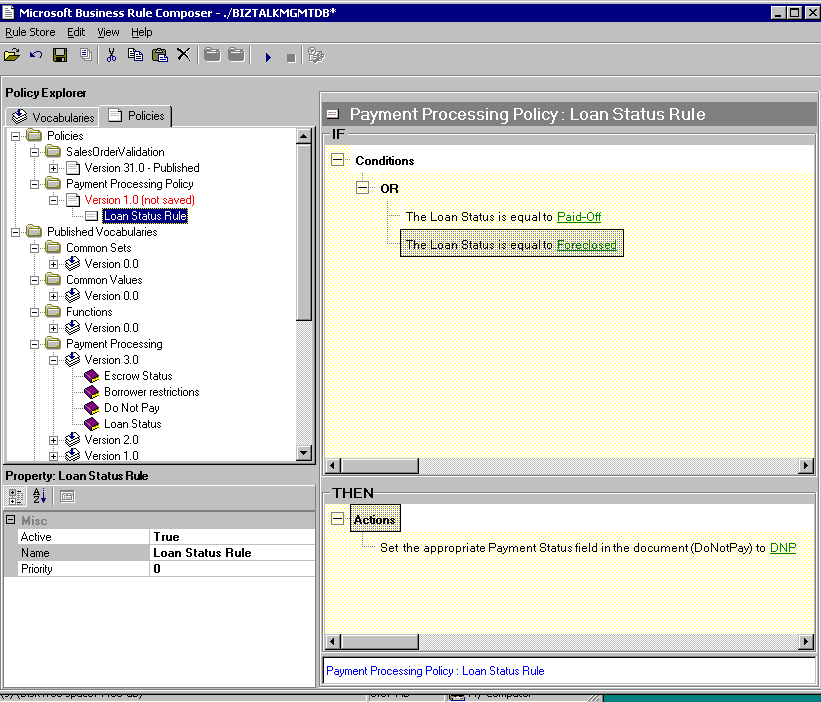 Microsoft Business Rule Composer - ./BIZTALKMGMTDB*
Rule Store Edit View Help
Policy Explorer
Vocabularies Policies
Policies
SalesOrderValidation
Version 31.0 - Published
Payment Processing Policy
Version 1.0 (not saved)
Loan Status Rule
Published Vocabularies
Common Sets
Version 0.0
Common Values
Version 0.0
Functions
Version 0.0
Payment Processing
Version 3.0
Escrow Status
Borrower restrictions
Do Not Pay
Loan Status
Version 2.0
Version 1.0
Property: Loan Status Rule
Misc
Active True
Name Loan Status Rule
Priority 0
Payment Processing Policy : Loan Status Rule
IF
Conditions
OR
The Loan Status is equal to Paid-Off
The Loan Status is equal to Foreclosed
THEN
Actions
Set the appropriate Payment Status field in the document (DoNotPay) to DNP
Payment Processing Policy : Loan Status Rule